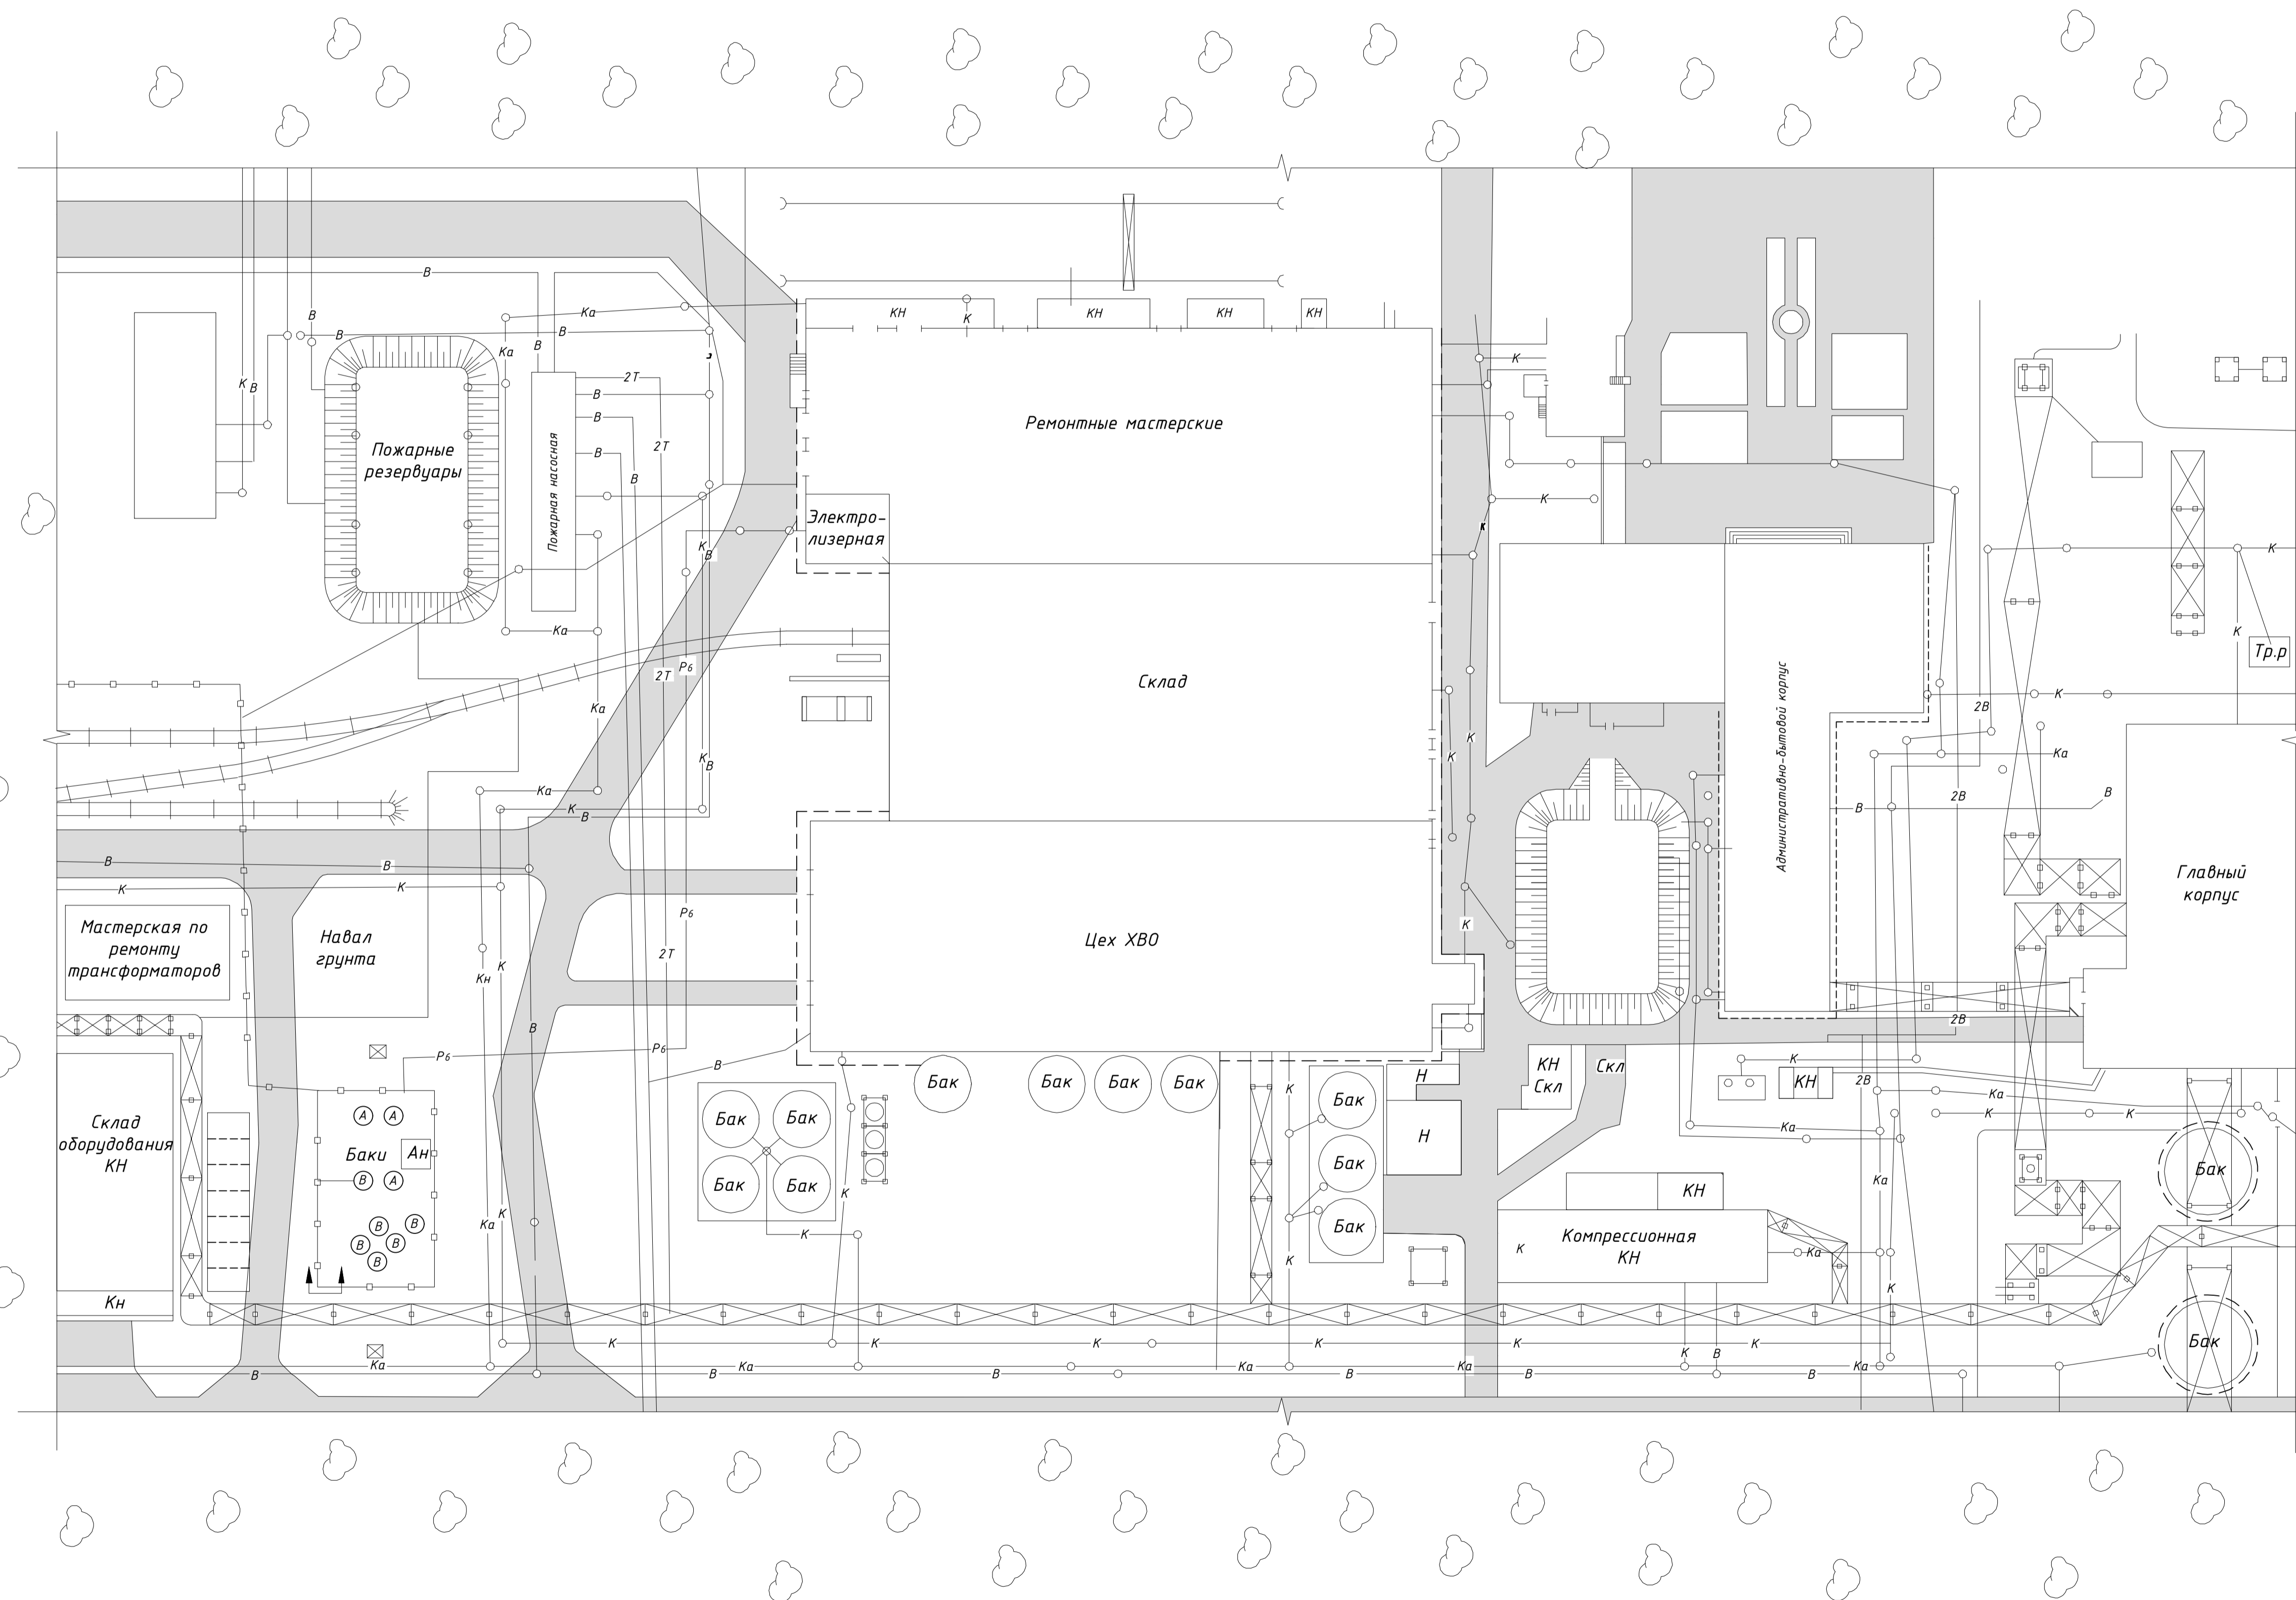 В
КН
К
КН
КН
КН
Ка
В
В
В
В
Ка
К
К
В
2Т
В
В
В
2Т
Пожарные
резервуары
Пожарная насосная
Ремонтные мастерские
К
К
Электро-
лизерная
К
В
К
К
Тр.р
Ка
Рб
2Т
Склад
Административно-бытовой корпус
К
2В
Ка
К
К
К
Ка
К
В
Ка
К
В
2В
В
В
В
В
К
К
Главный
корпус
Мастерская по
ремонту
трансформаторов
Навал
грунта
Рб
2Т
Цех ХВО
К
К
Кн
В
2В
Рб
Рб
В
К
КН
Скл
Скл
К
КН
2В
Бак
Бак
Бак
Бак
Н
К
Бак
Ка
К
К
Склад
оборудования
КН
А
А
Баки
Ан
В
А
В
В
В
В
В
Бак
Бак
Бак
Бак
Н
Бак
Ка
Бак
К
Ка
КН
Ка
К
К
Бак
К
К
Компрессионная
КН
Ка
К
Кн
К
К
К
К
К
К
К
В
Бак
Ка
Ка
Ка
Ка
Ка
В
В
В
В
В
В